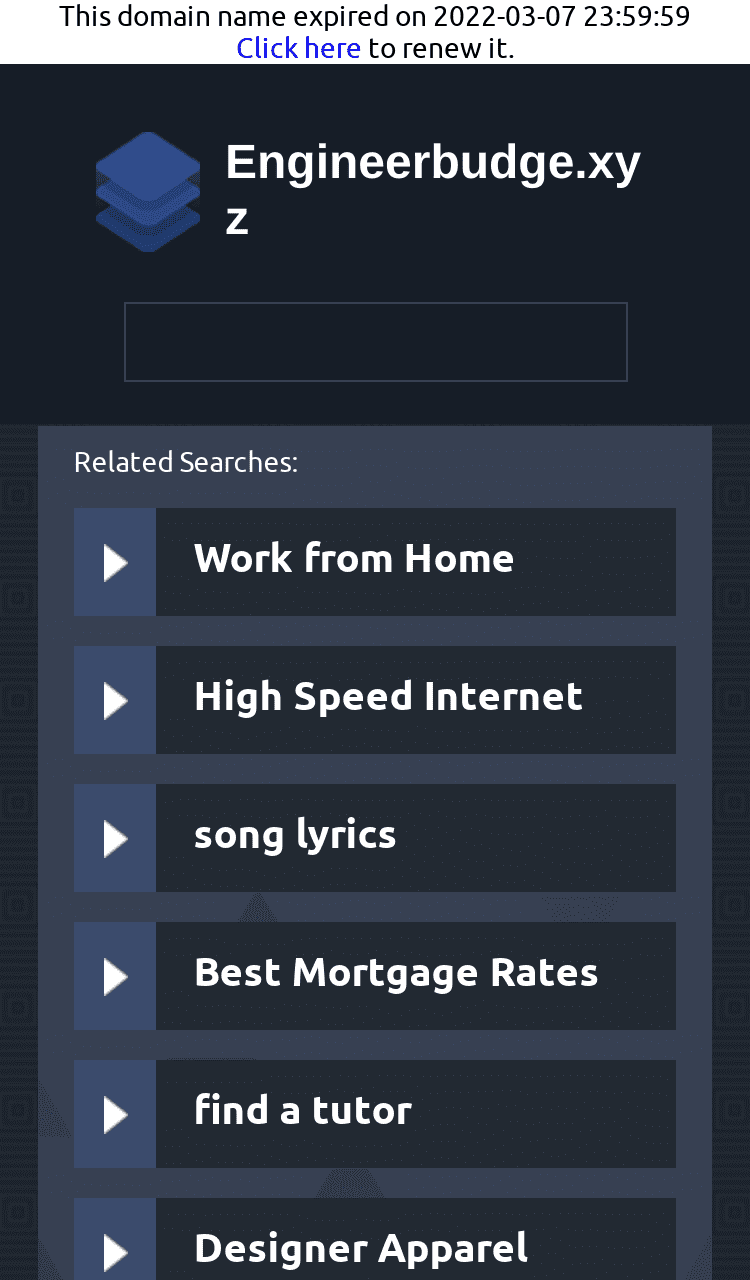 This domain name expired on 2022-03-07 23:59:59
Click here to renew it.
Engineerbudge.xy
z
Related Searches:
Work from Home
High Speed Internet
song lyrics
Best Mortgage Rates
find a tutor
Designer Apparel